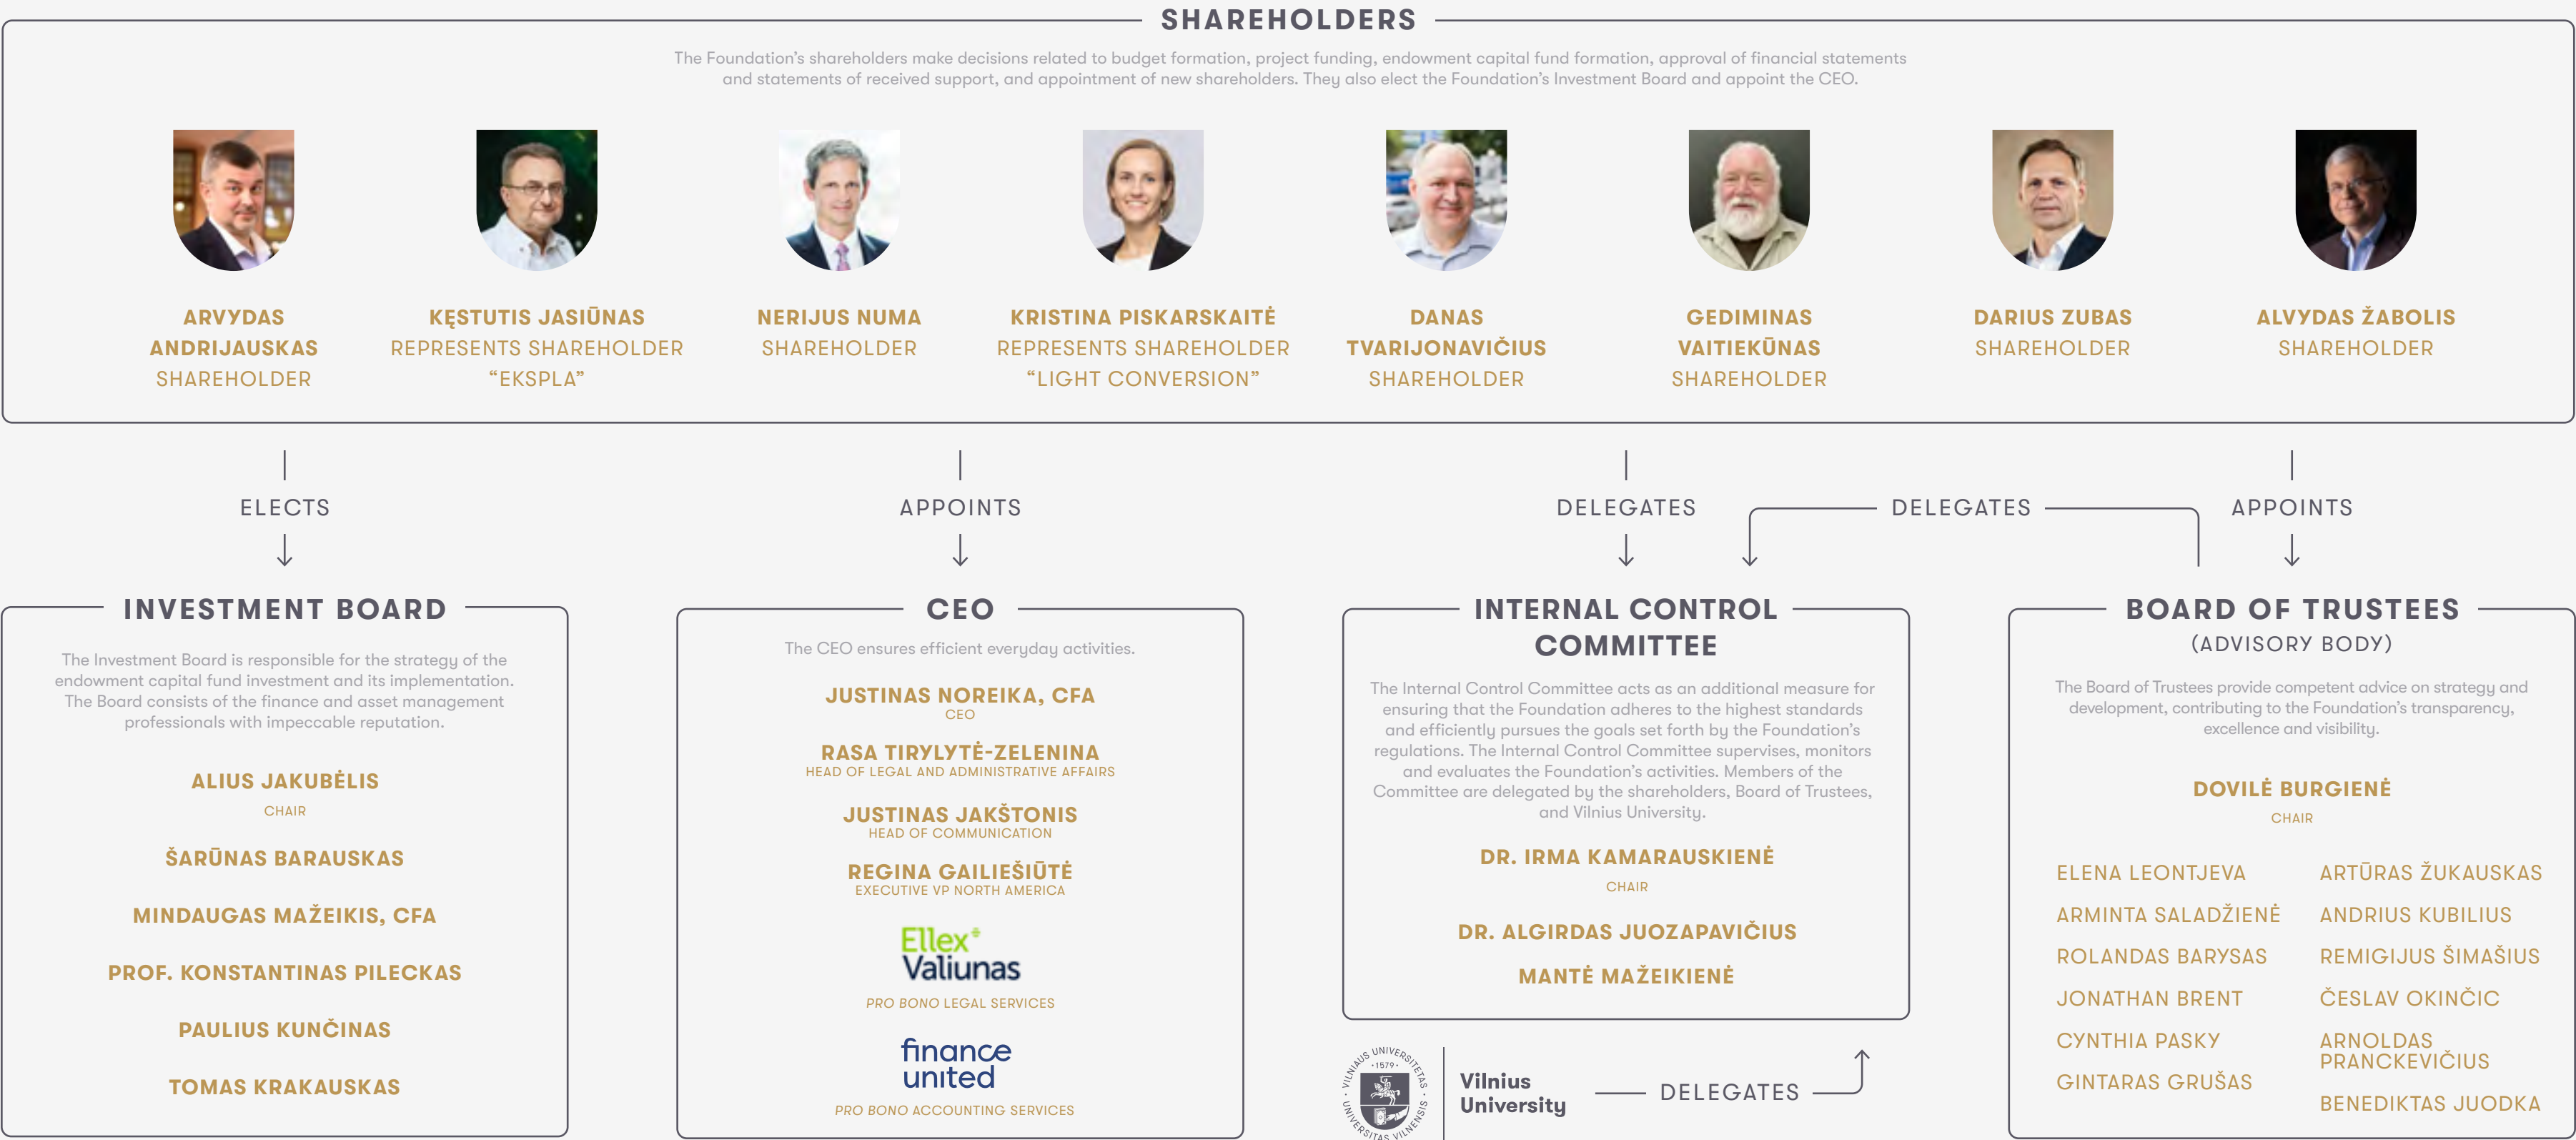 SHAREHOLDERS
The Foundation’s shareholders make decisions related to budget formation, project funding, endowment capital fund formation, approval of financial statements
and statements of received support, and appointment of new shareholders. They also elect the Foundation’s Investment Board and appoint the CEO.
ARVYDAS
ANDRIJAUSKAS
SHAREHOLDER
KĘSTUTIS JASIŪNAS
REPRESENTS SHAREHOLDER
“EKSPLA”
NERIJUS NUMA
SHAREHOLDER
KRISTINA PISKARSKAITĖ
REPRESENTS SHAREHOLDER
“LIGHT CONVERSION”
DANAS
TVARIJONAVIČIUS
SHAREHOLDER
GEDIMINAS
VAITIEKŪNAS
SHAREHOLDER
DARIUS ZUBAS
SHAREHOLDER
ALVYDAS ŽABOLIS
SHAREHOLDER
ELECTS
APPOINTS
DELEGATES
DELEGATES
APPOINTS
INVESTMENT BOARD
The Investment Board is responsible for the strategy of the
endowment capital fund investment and its implementation.
The Board consists of the finance and asset management
professionals with impeccable reputation.
ALIUS JAKUBĖLIS
CHAIR
ŠARŪNAS BARAUSKAS
MINDAUGAS MAŽEIKIS, CFA
PROF. KONSTANTINAS PILECKAS
PAULIUS KUNČINAS
TOMAS KRAKAUSKAS
CEO
The CEO ensures efficient everyday activities.
JUSTINAS NOREIKA, CFA
CEO
RASA TIRYLYTĖ-ZELENINA
HEAD OF LEGAL AND ADMINISTRATIVE AFFAIRS
JUSTINAS JAKŠTONIS
HEAD OF COMMUNICATION
REGINA GAILIEŠIŪTĖ
EXECUTIVE VP NORTH AMERICA
Ellex
Valiunas
PRO BONO LEGAL SERVICES
finance
united
PRO BONO ACCOUNTING SERVICES
INTERNAL CONTROL
COMMITTEE
The Internal Control Committee acts as an additional measure for
ensuring that the Foundation adheres to the highest standards
and efficiently pursues the goals set forth by the Foundation’s
regulations. The Internal Control Committee supervises, monitors
and evaluates the Foundation’s activities. Members of the
Committee are delegated by the shareholders, Board of Trustees,
and Vilnius University.
DR. IRMA KAMARAUSKIENĖ
CHAIR
DR. ALGIRDAS JUOZAPAVIČIUS
MANTĖ MAŽEIKIENĖ
VILNIAUS UNIVERSITETAS
1579
UNIVERSITAS VILNENSIS
Vilnius
University
DELEGATES
BOARD OF TRUSTEES
(ADVISORY BODY)
The Board of Trustees provide competent advice on strategy and
development, contributing to the Foundation’s transparency,
excellence and visibility.
DOVILĖ BURGIENĖ
CHAIR
ELENA LEONTJEVA
ARMINTA SALADŽIENĖ
ROLANDAS BARYSAS
JONATHAN BRENT
CYNTHIA PASKY
GINTARAS GRUŠAS
ARTŪRAS ŽUKAUSKAS
ANDRIUS KUBILIUS
REMIGIJUS ŠIMAŠIUS
ČESLAV OKINČIC
ARNOLDAS
PRANCKEVIČIUS
BENEDIKTAS JUODKA